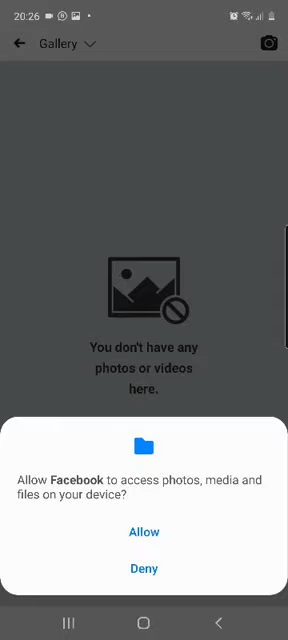 20:26
Gallery
You don't have any
photos or videos
here.
Allow Facebook to access photos, media and
files on your device?
Allow
Deny